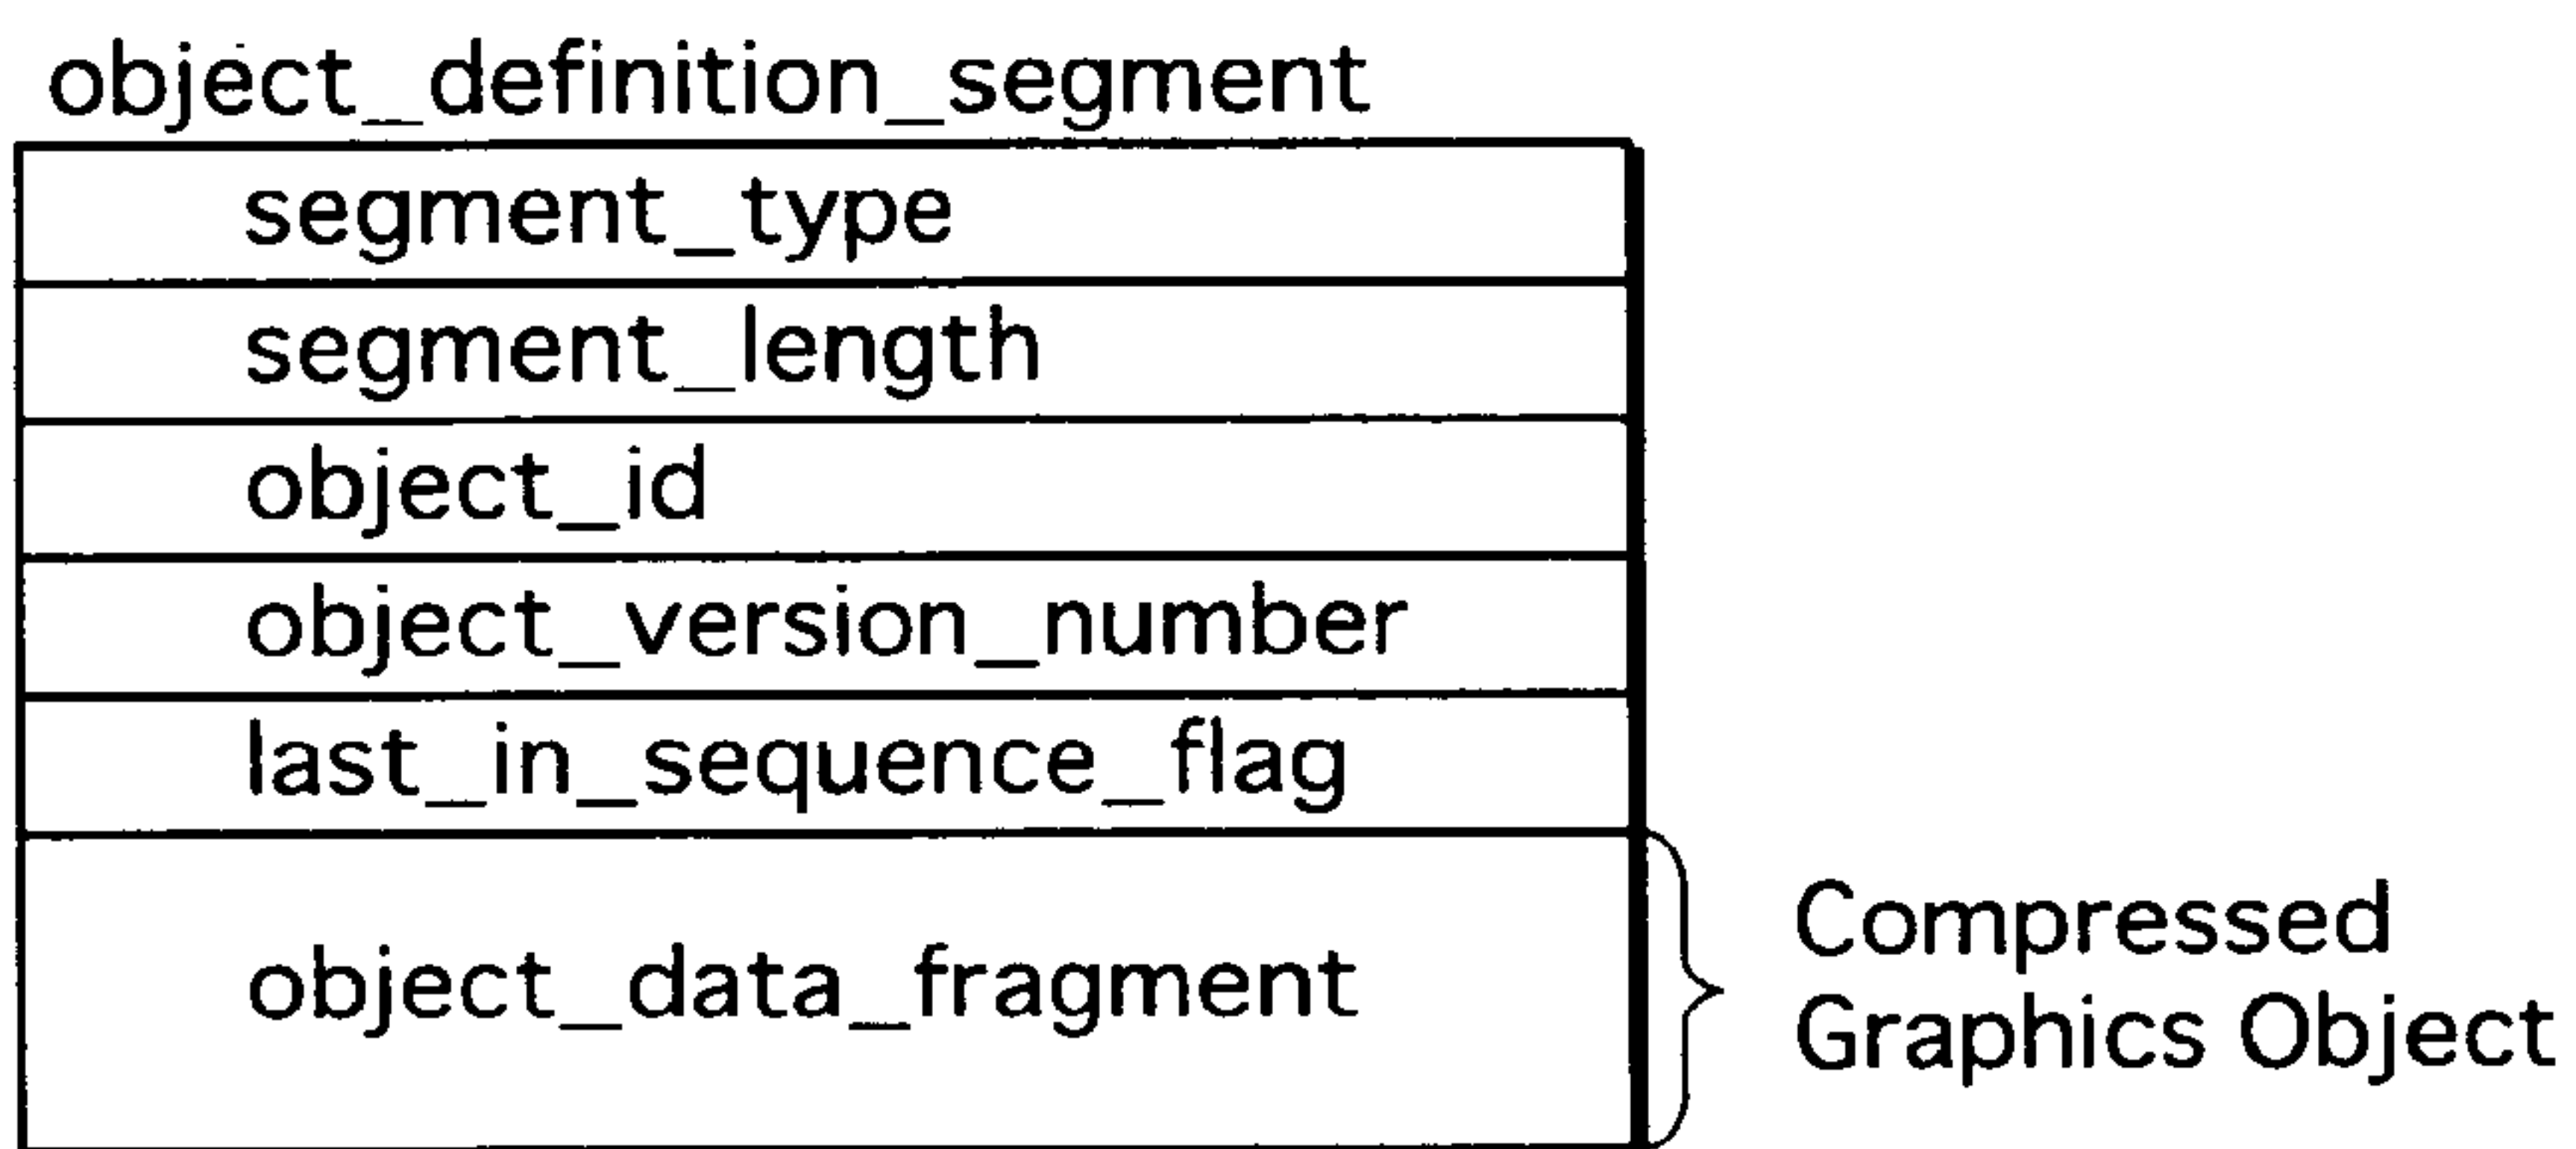 object_definition_segment
segment_type
segment_length
object_id
object_version_number
last_in_sequence_flag
object_data_fragment
Compressed
Graphics Object